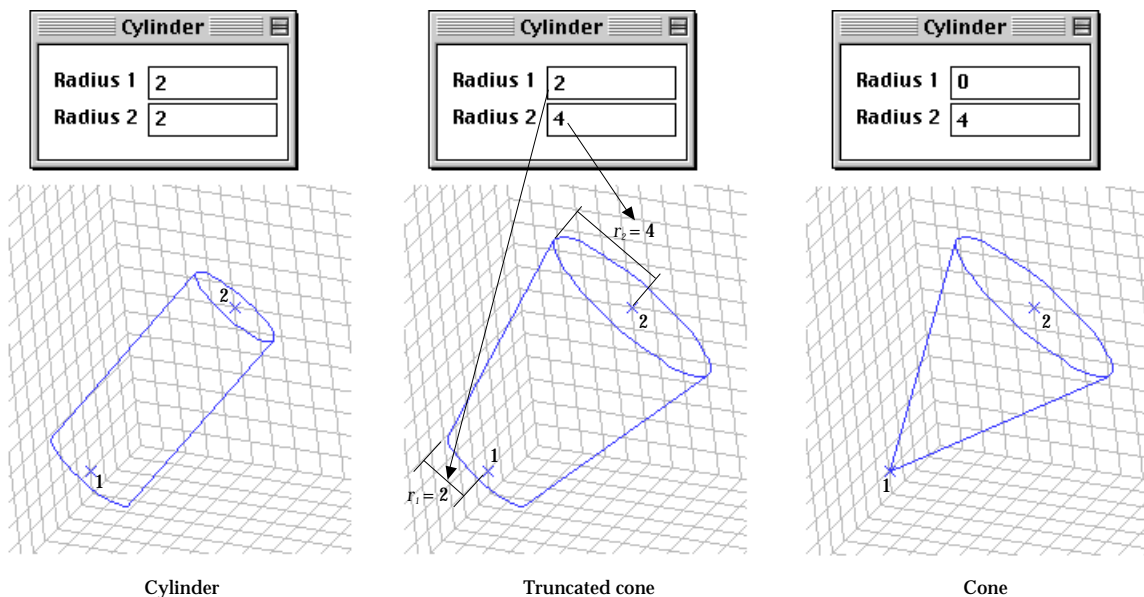 Cylinder
Radius 1 2
Radius 2 2
Cylinder
Radius 1 2
Radius 2 4
Cylinder
Radius 1 0
Radius 2 4
2
1
r₂ = 4
2
1
r₁ = 2
2
1
Cylinder
Truncated cone
Cone